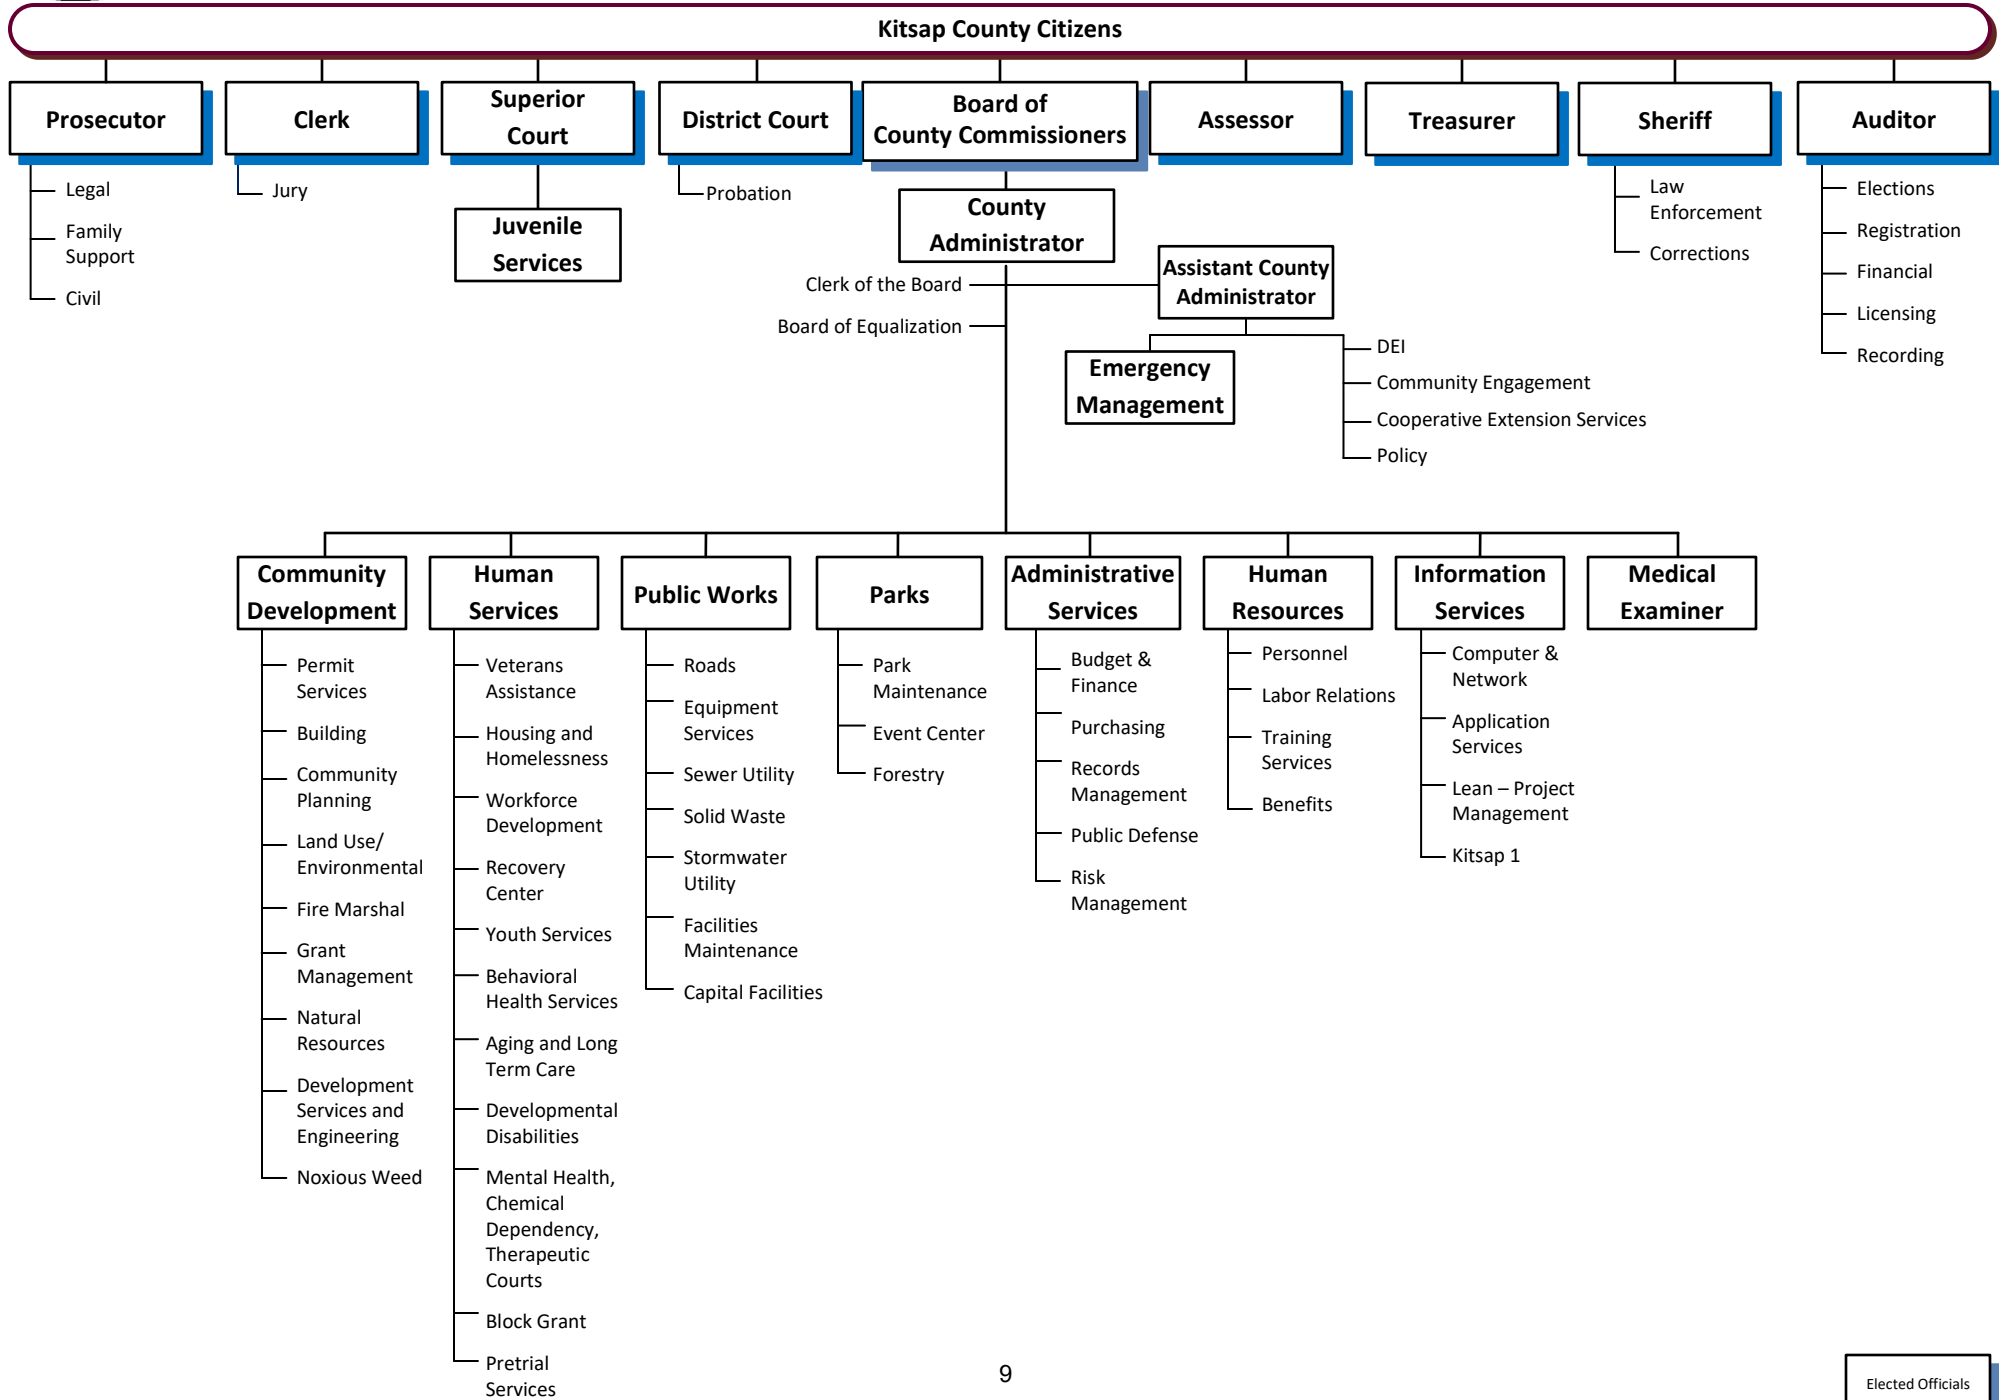 Kitsap County Citizens
Prosecutor
Legal
Family
Support
Civil
Clerk
Jury
Superior
Court
Juvenile
Services
District Court
Probation
Board of
County Commissioners
County
Administrator
Clerk of the Board
Board of Equalization
Assistant County
Administrator
Emergency
Management
DEI
Community Engagement
Cooperative Extension Services
Policy
Assessor
Treasurer
Sheriff
Law
Enforcement
Corrections
Auditor
Elections
Registration
Financial
Licensing
Recording
Community
Development
Permit
Services
Building
Community
Planning
Land Use/
Environmental
Fire Marshal
Grant
Management
Natural
Resources
Development
Services and
Engineering
Noxious Weed
Human
Services
Veterans
Assistance
Housing and
Homelessness
Workforce
Development
Recovery
Center
Youth Services
Behavioral
Health Services
Aging and Long
Term Care
Developmental
Disabilities
Mental Health,
Chemical
Dependency,
Therapeutic
Courts
Block Grant
Pretrial
Services
Public Works
Roads
Equipment
Services
Sewer Utility
Solid Waste
Stormwater
Utility
Facilities
Maintenance
Capital Facilities
Parks
Park
Maintenance
Event Center
Forestry
Administrative
Services
Budget &
Finance
Purchasing
Records
Management
Public Defense
Risk
Management
Human
Resources
Personnel
Labor Relations
Training
Services
Benefits
Information
Services
Computer &
Network
Application
Services
Lean – Project
Management
Kitsap 1
Medical
Examiner
9
Elected Officials